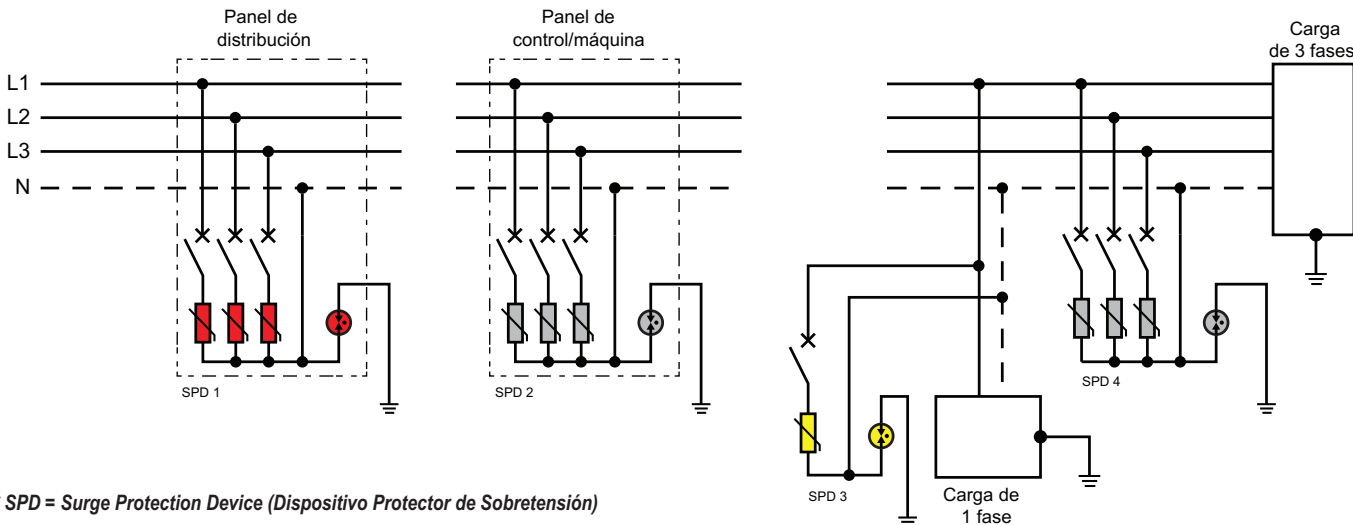 Panel de
distribución
Panel de
control/máquina
Carga
de 3 fases
L1
L2
L3
N
SPD 1
SPD 2
SPD 4
SPD 3
Carga de
1 fase
SPD = Surge Protection Device (Dispositivo Protector de Sobretensión)